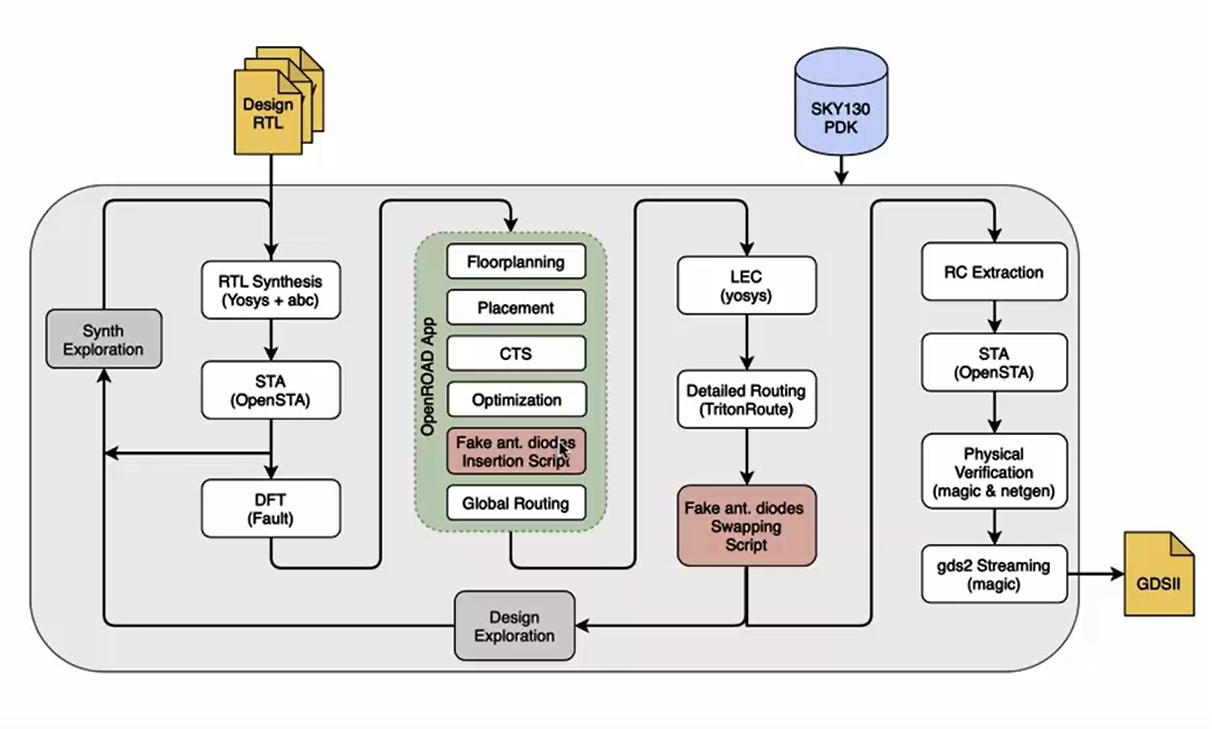 Design
RTL
SKY130
PDK
RTL Synthesis
(Yosys + abc)
Synth
Exploration
STA
(OpenSTA)
DFT
(Fault)
OpenROAD App
Floorplanning
Placement
CTS
Optimization
Fake ant. diodes
Insertion Script
Global Routing
LEC
(yosys)
Detailed Routing
(TritonRoute)
Fake ant. diodes
Swapping
Script
Design
Exploration
RC Extraction
STA
(OpenSTA)
Physical
Verification
(magic & netgen)
gds2 Streaming
(magic)
GDSII